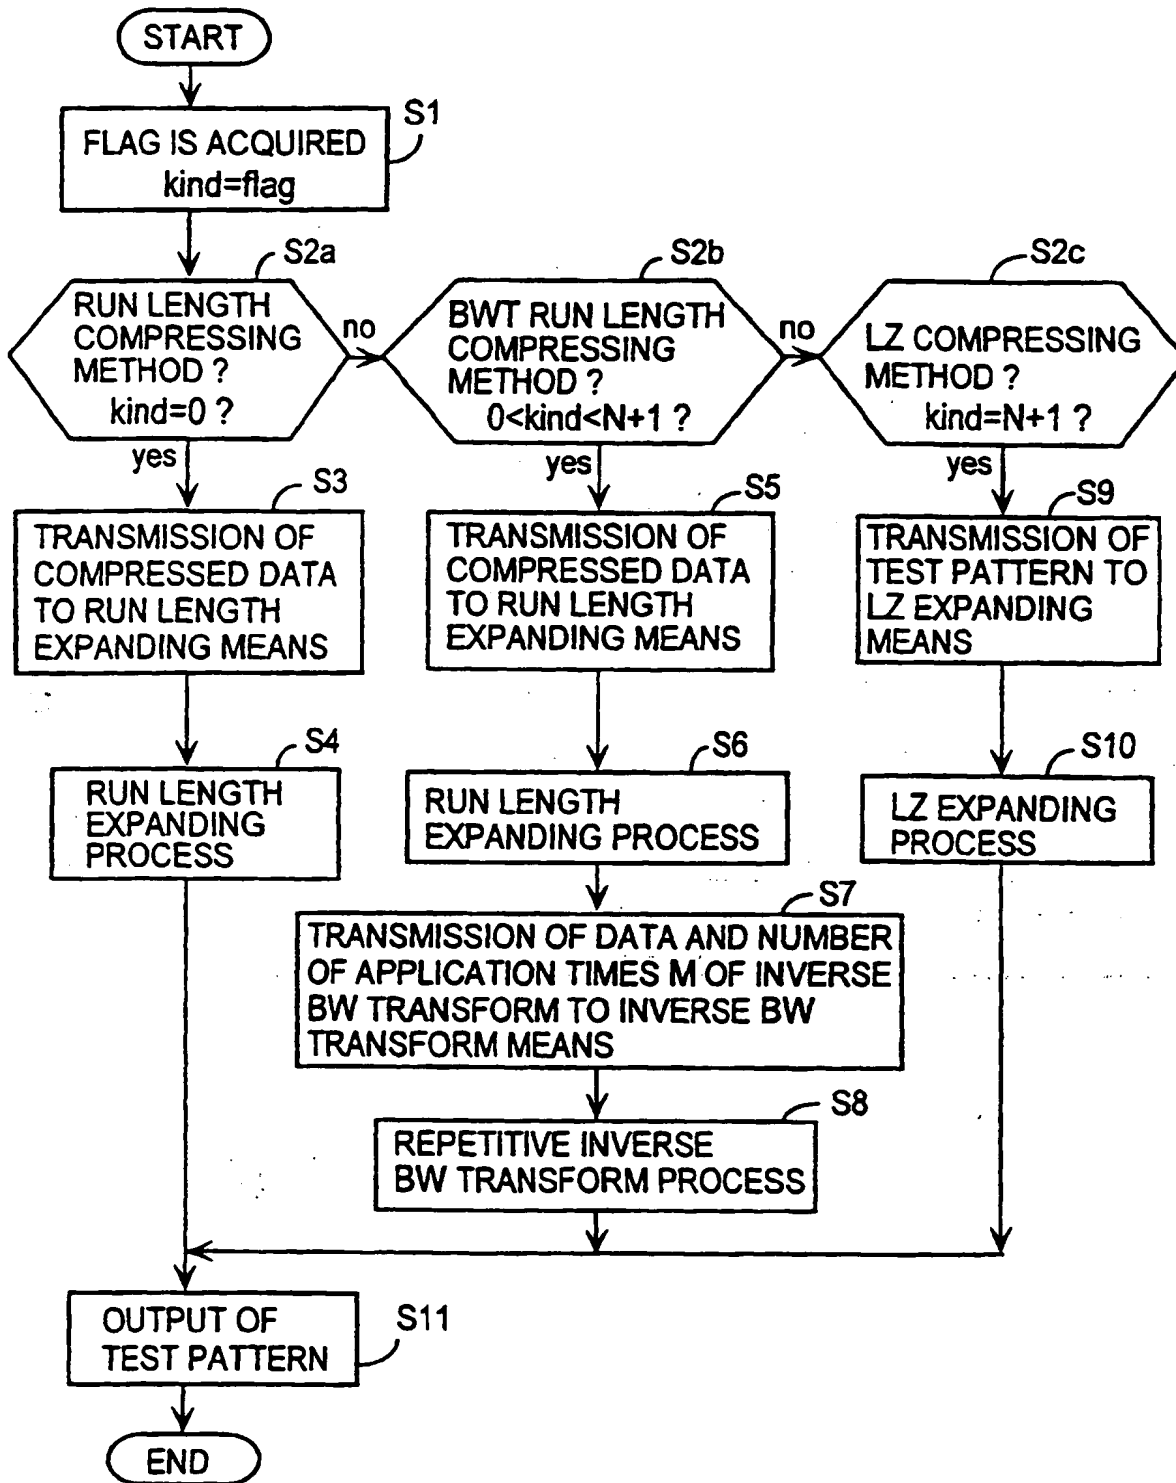 START
S1
FLAG IS ACQUIRED
kind=flag
S2a
RUN LENGTH
COMPRESSING
METHOD ?
kind=0 ?
no
yes
S2b
BWT RUN LENGTH
COMPRESSING
METHOD ?
0<kind<N+1 ?
no
yes
S2c
LZ COMPRESSING
METHOD ?
kind=N+1 ?
yes
S3
TRANSMISSION OF
COMPRESSED DATA
TO RUN LENGTH
EXPANDING MEANS
S5
TRANSMISSION OF
COMPRESSED DATA
TO RUN LENGTH
EXPANDING MEANS
S9
TRANSMISSION OF
TEST PATTERN TO
LZ EXPANDING
MEANS
S4
RUN LENGTH
EXPANDING
PROCESS
S6
RUN LENGTH
EXPANDING PROCESS
S10
LZ EXPANDING
PROCESS
S7
TRANSMISSION OF DATA AND NUMBER
OF APPLICATION TIMES M OF INVERSE
BW TRANSFORM TO INVERSE BW
TRANSFORM MEANS
S8
REPETITIVE INVERSE
BW TRANSFORM PROCESS
S11
OUTPUT OF
TEST PATTERN
END